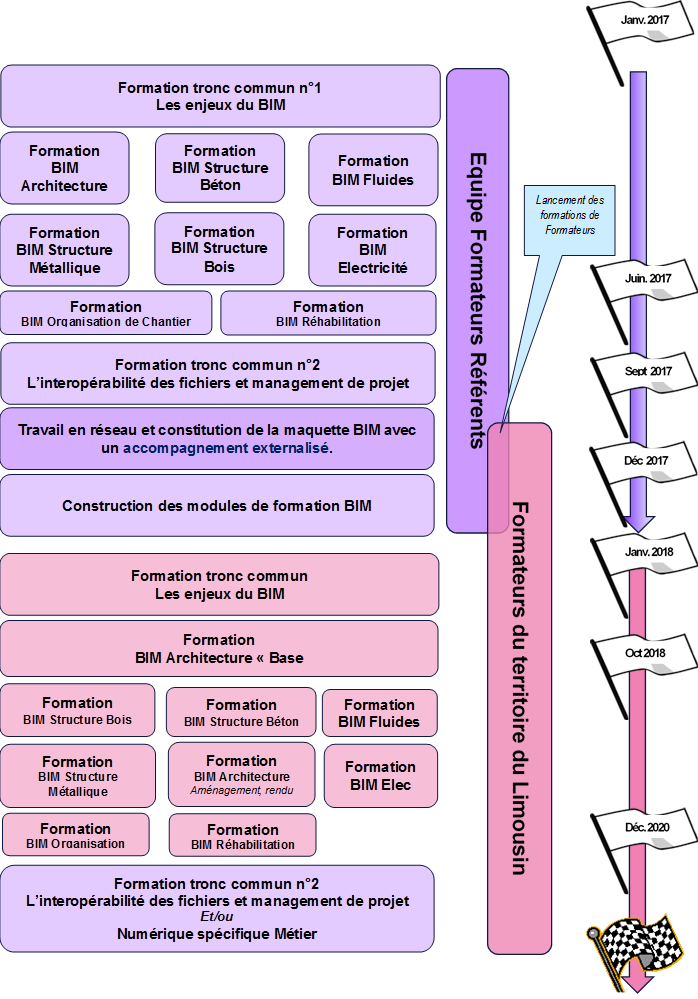 Janv. 2017
Formation tronc commun n°1
Les enjeux du BIM
Formation
BIM
Architecture
Formation
BIM Structure
Béton
Formation
BIM Fluides
Formation
BIM Structure
Métallique
Formation
BIM Structure
Bois
Formation
BIM
Electricité
Formation
BIM Organisation de Chantier
Formation
BIM Réhabilitation
Formation tronc commun n°2
L'interopérabilité des fichiers et management de projet
Travail en réseau et constitution de la maquette BIM avec
un accompagnement externalisé.
Construction des modules de formation BIM
Equipe Formateurs Référents
Lancement des
formations de
Formateurs
Juin. 2017
Sept 2017
Déc 2017
Formation tronc commun
Les enjeux du BIM
Formation
BIM Architecture « Base
Formation
BIM Structure Bois
Formation
BIM Structure Béton
Formation
BIM Fluides
Formation
BIM Structure
Métallique
Formation
BIM Architecture
Aménagement, rendu
Formation
BIM Elec
Formation
BIM Organisation
Formation
BIM Réhabilitation
Formation tronc commun n°2
L'interopérabilité des fichiers et management de projet
Et/ou
Numérique spécifique Métier
Formateurs du territoire du Limousin
Janv. 2018
Oct 2018
Déc. 2020